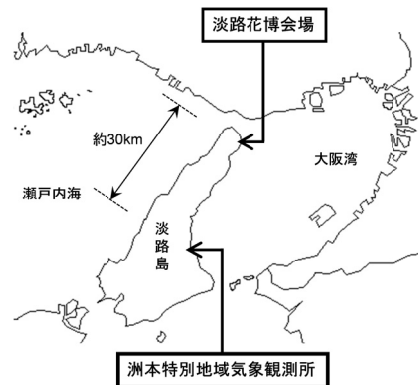 淡路花博会場
約30km
大阪湾
瀬戸内海
淡路島
洲本特別地域気象観測所